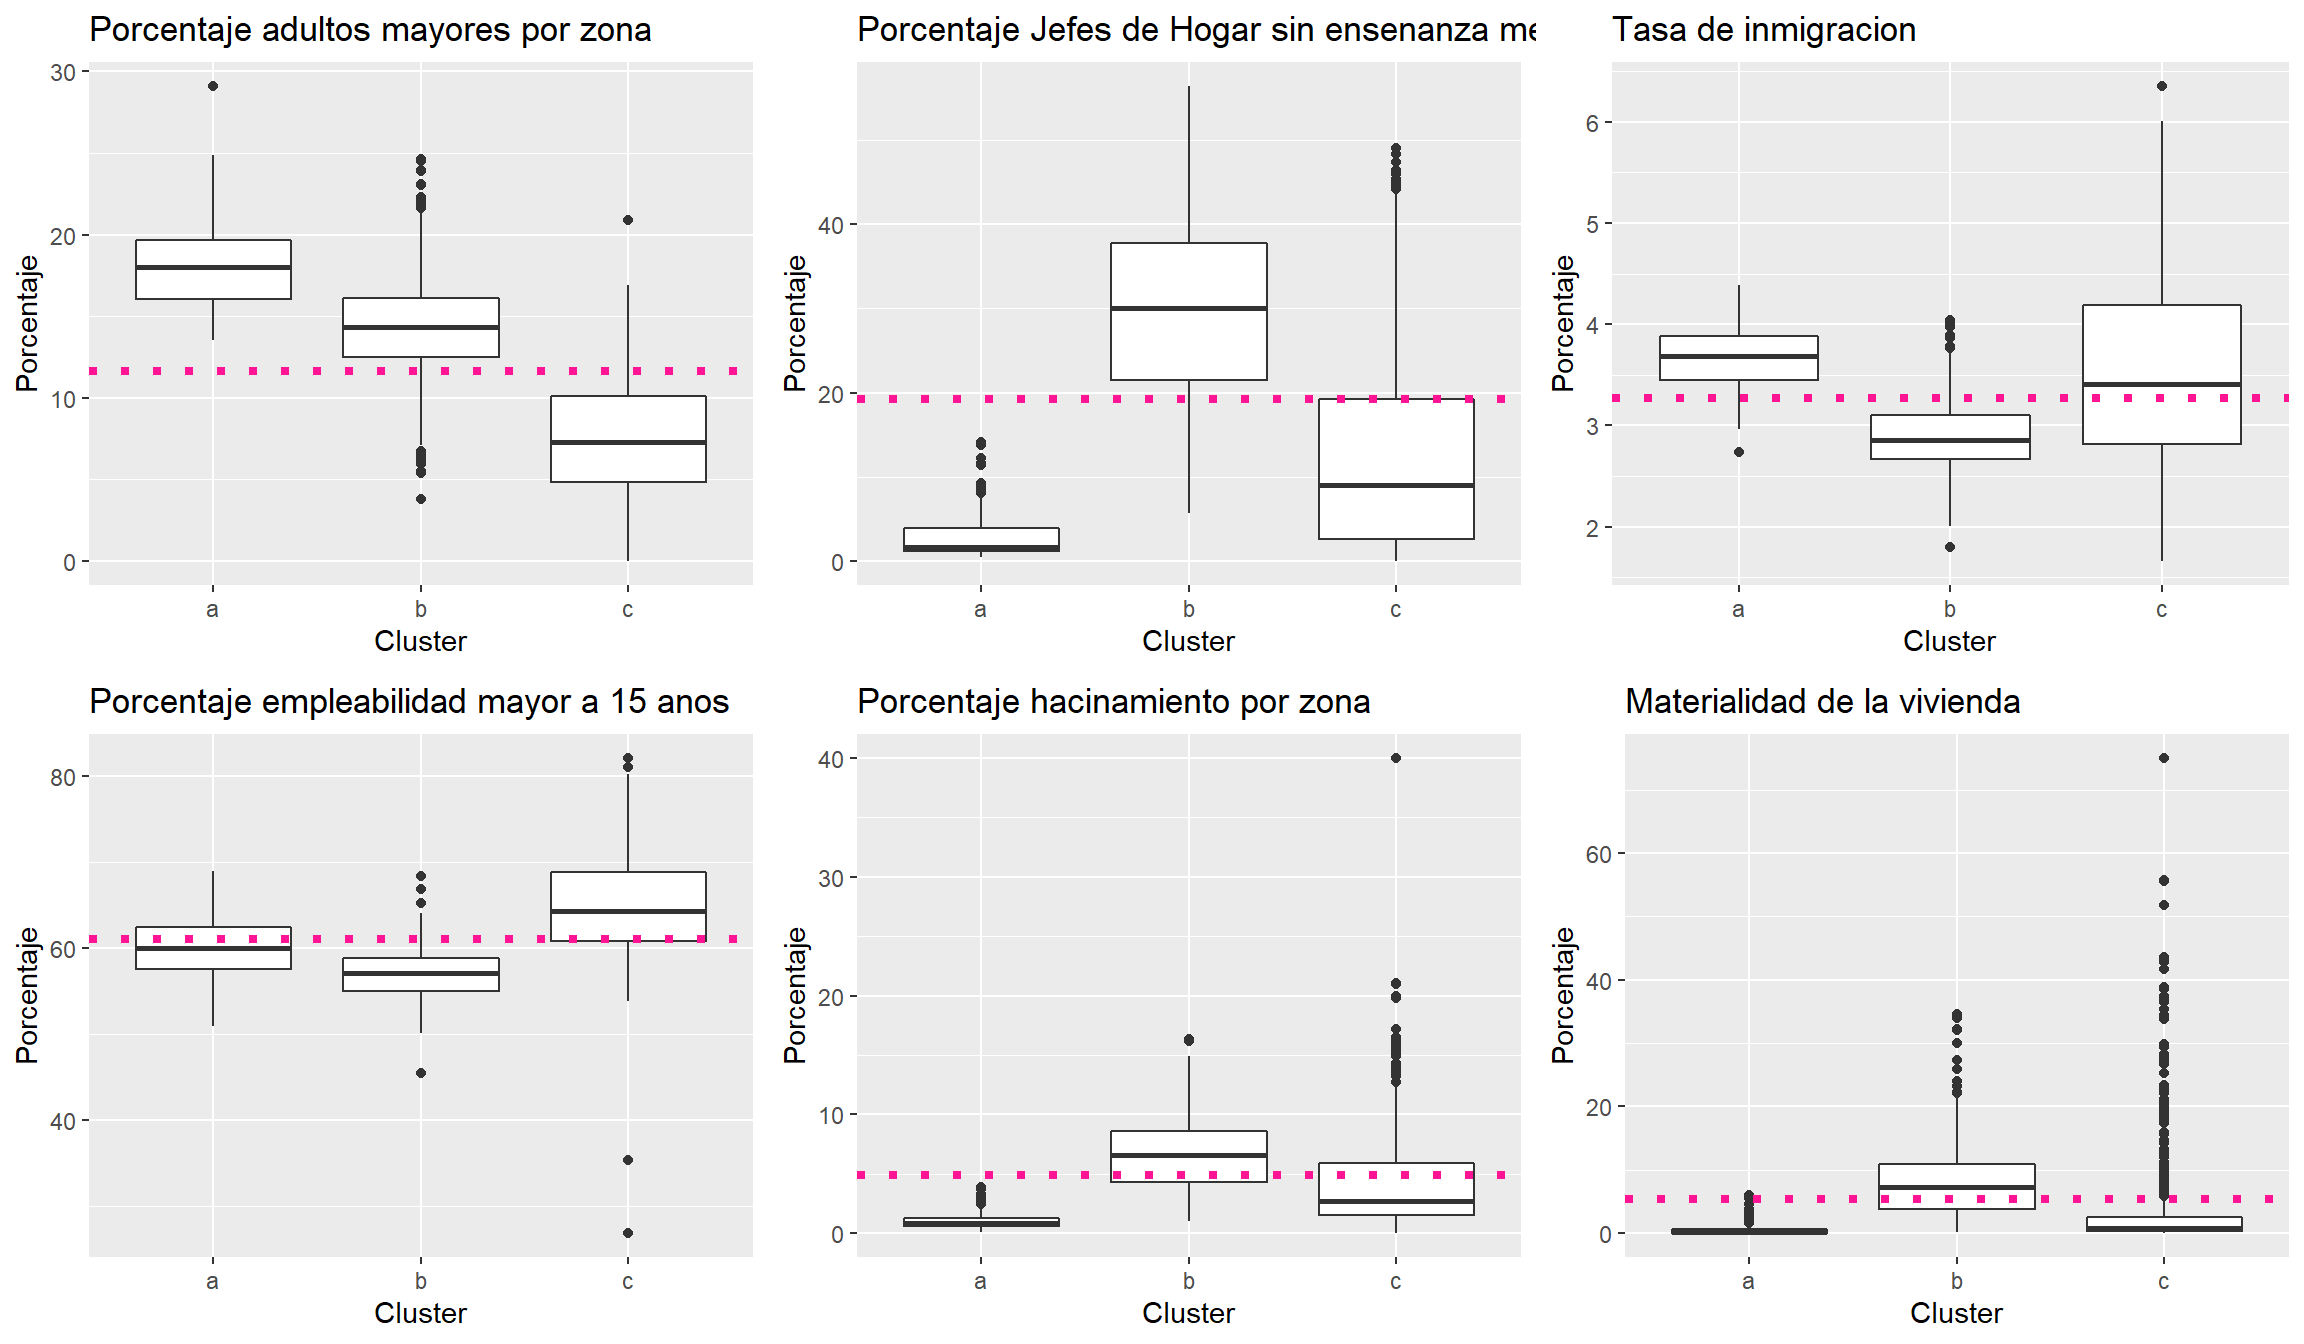 Porcentaje adultos mayores por zona
Porcentaje
30
20
10
0
a b c
Cluster
Porcentaje Jefes de Hogar sin ensenanza me
Porcentaje
40
20
0
a b c
Cluster
Tasa de inmigracion
Porcentaje
6
5
4
3
2
a b c
Cluster
Porcentaje empleabilidad mayor a 15 anos
Porcentaje
80
60
40
a b c
Cluster
Porcentaje hacinamiento por zona
Porcentaje
40
30
20
10
0
a b c
Cluster
Materialidad de la vivienda
Porcentaje
60
40
20
0
a b c
Cluster